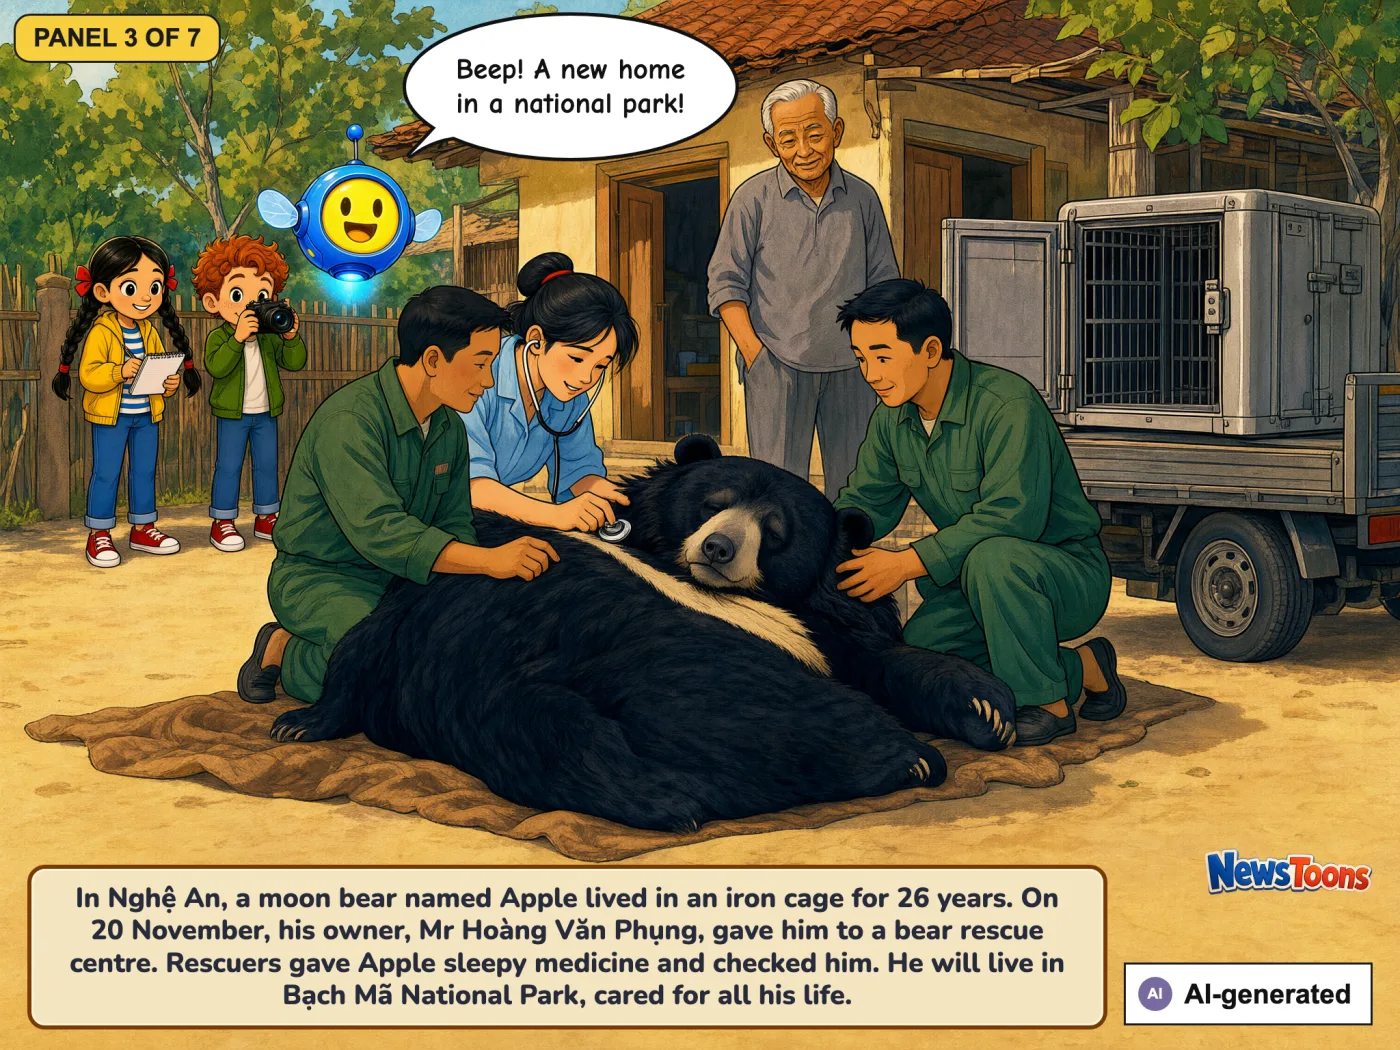 PANEL 3 OF 7
Beep! A new home
in a national park!
In Nghệ An, a moon bear named Apple lived in an iron cage for 26 years. On
20 November, his owner, Mr Hoàng Văn Phụng, gave him to a bear rescue
centre. Rescuers gave Apple sleepy medicine and checked him. He will live in
Bạch Mã National Park, cared for all his life.
NewsToons
AI AI-generated